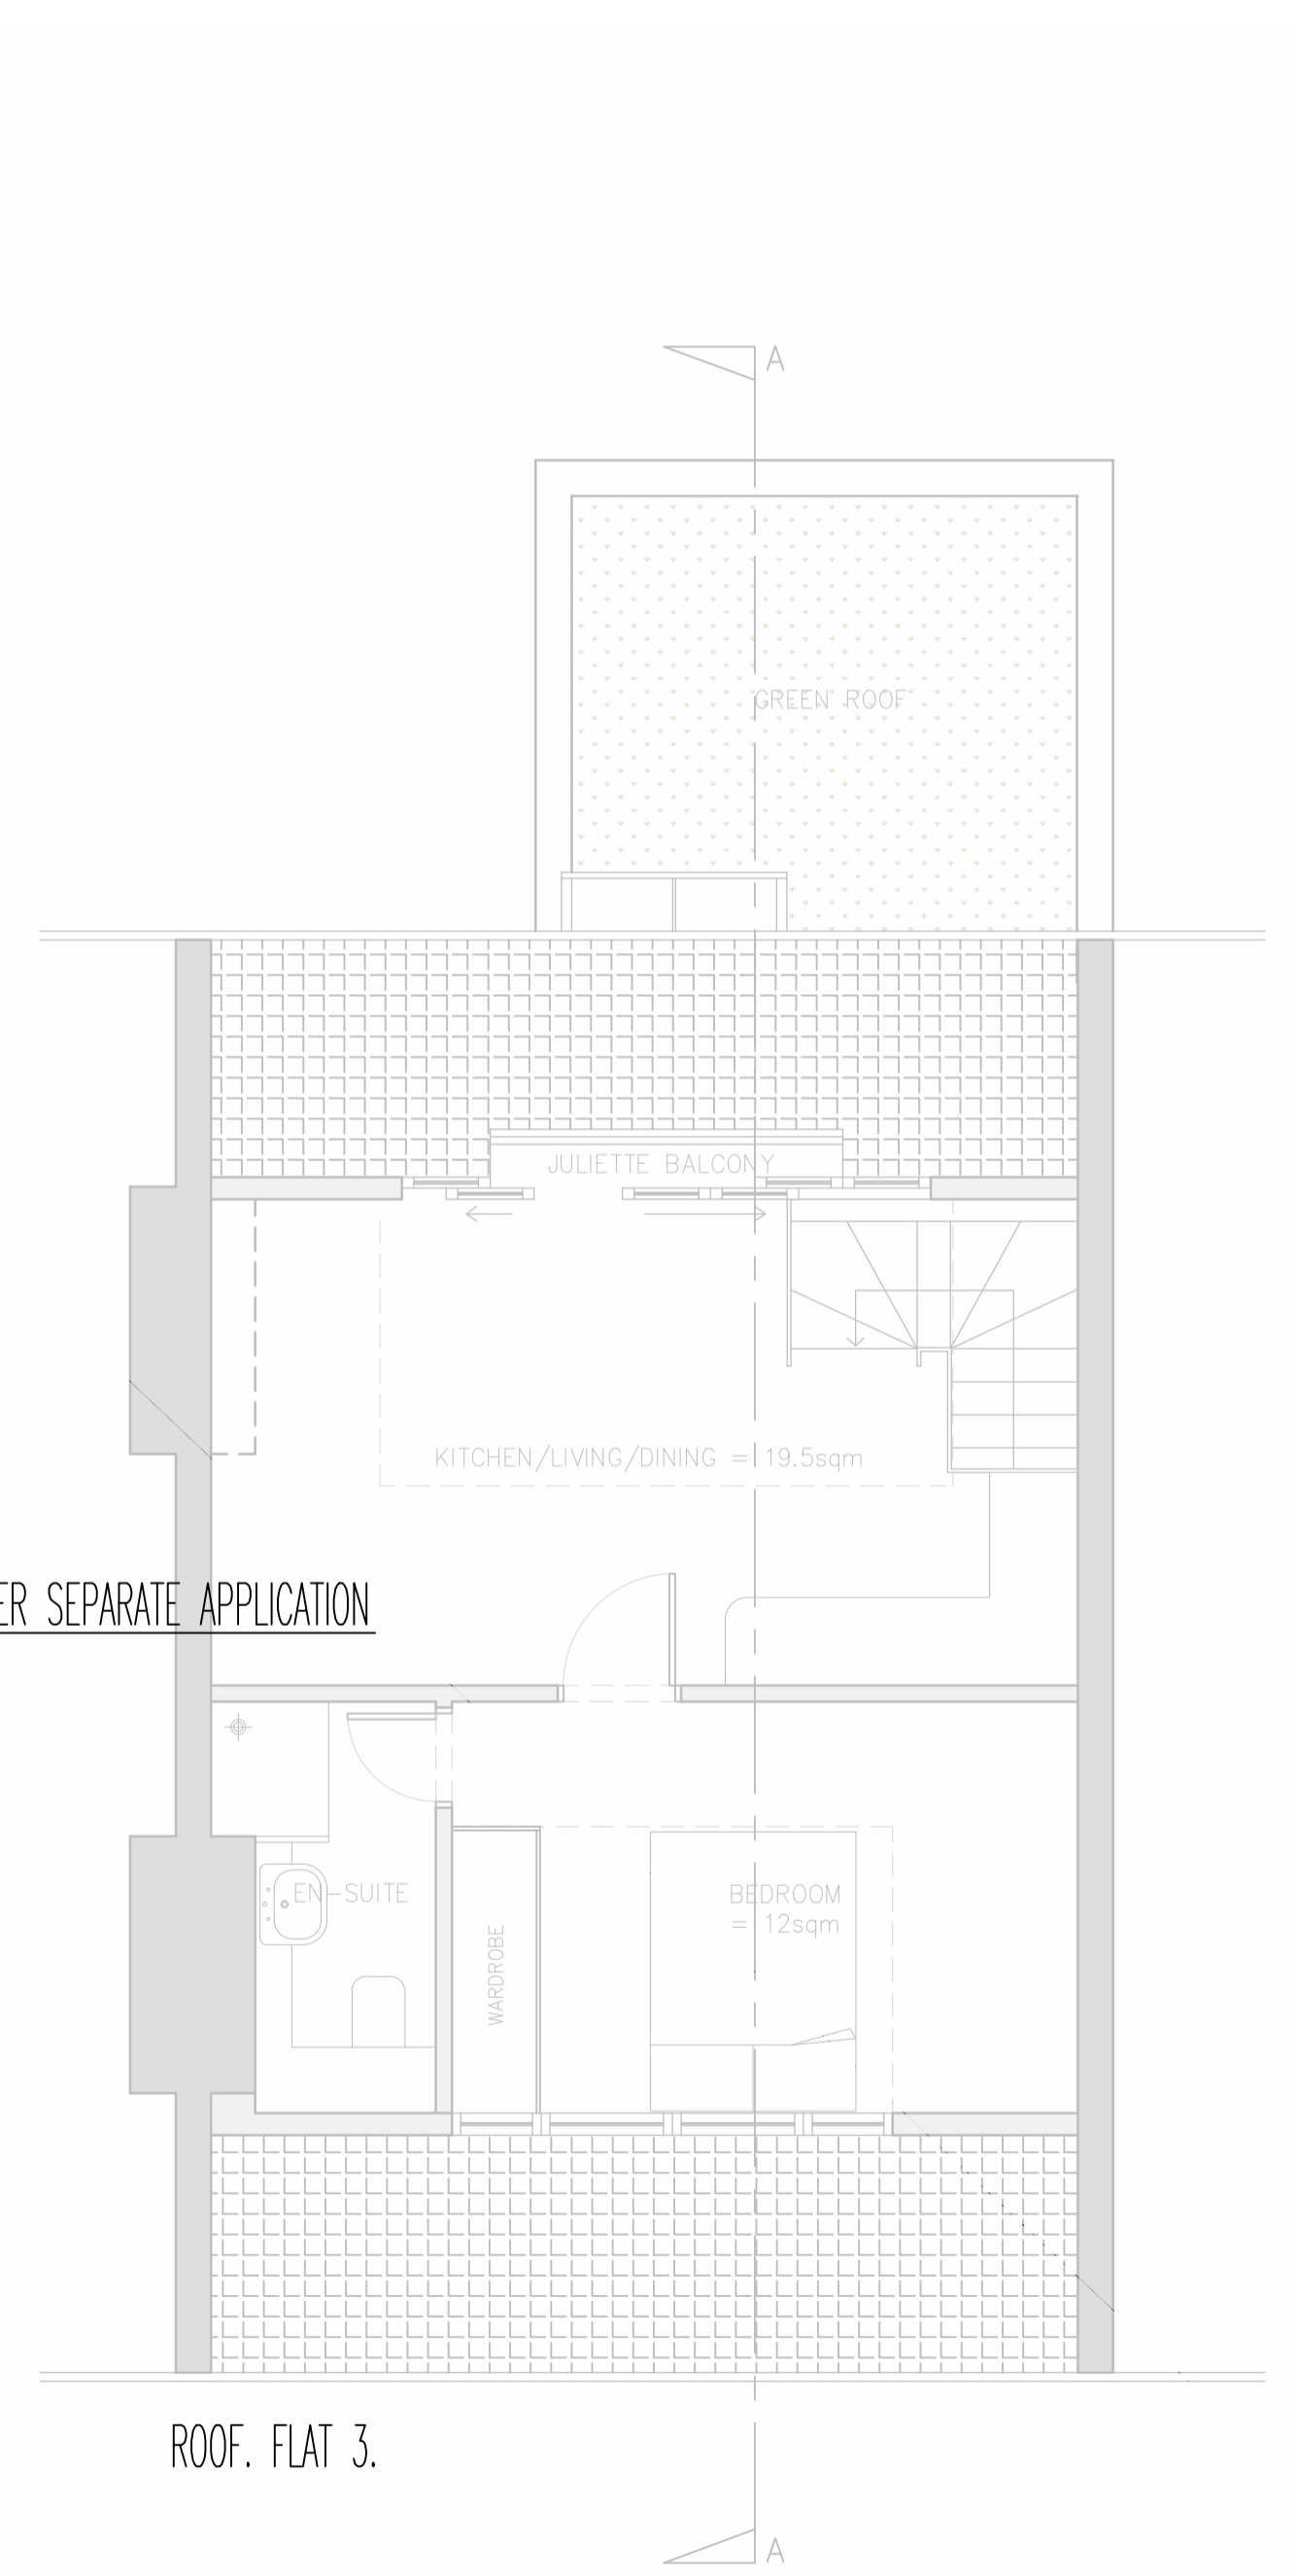 A
GREEN ROOF
JULIETTE BALCONY
KITCHEN/LIVING/DINING = 19.5sqm
SEPARATE APPLICATION
EN-SUITE
WARDROBE
BEDROOM
= 12sqm
ROOF. FLAT 3.
A